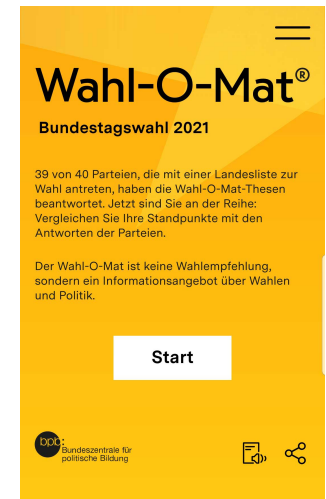 Wahl-O-Mat®
Bundestagswahl 2021
39 von 40 Parteien, die mit einer Landesliste zur
Wahl antreten, haben die Wahl-O-Mat-Thesen
beantwortet. Jetzt sind Sie an der Reihe:
Vergleichen Sie Ihre Standpunkte mit den
Antworten der Parteien.
Der Wahl-O-Mat ist keine Wahlempfehlung,
sondern ein Informationsangebot über Wahlen
und Politik.
Start
bpb:
Bundeszentrale für
politische Bildung